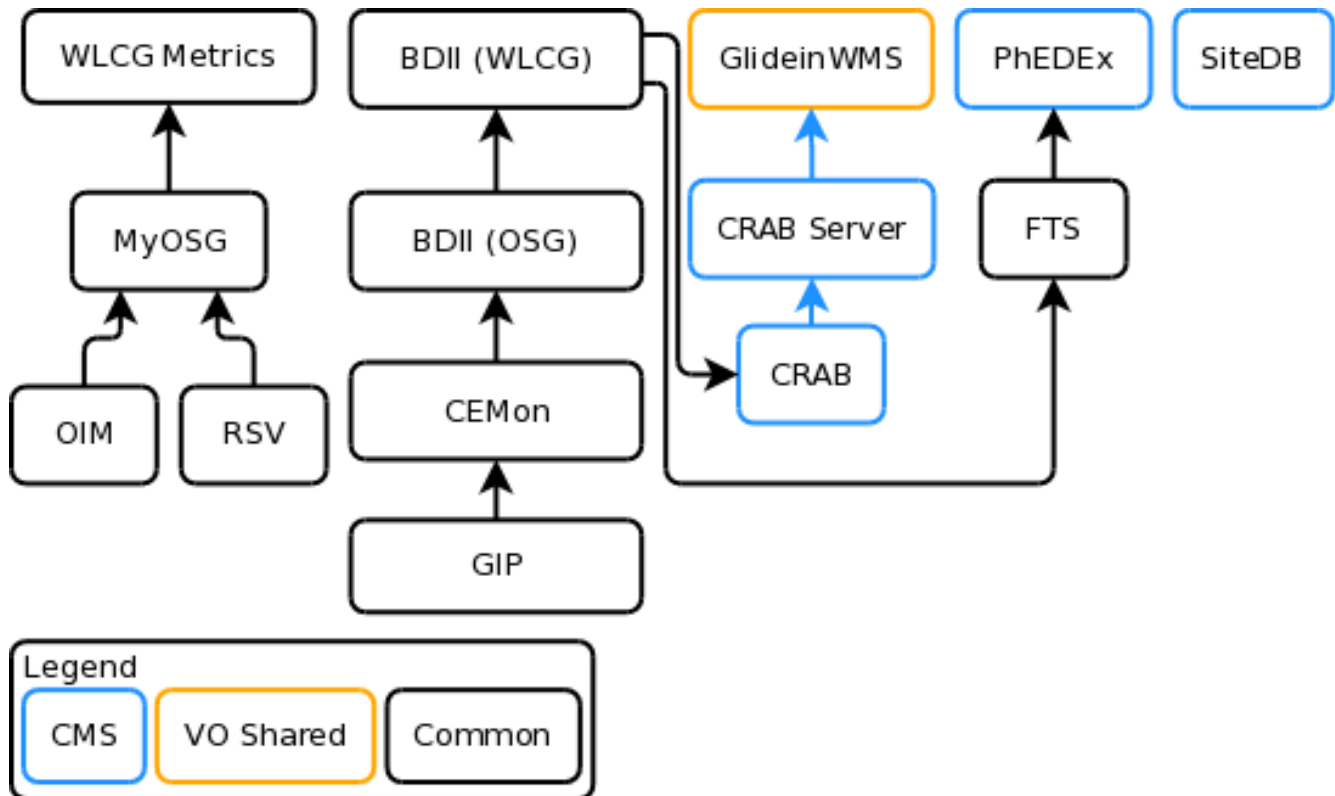 WLCG Metrics
BDII (WLCG)
GlideinWMS
PhEDEx
SiteDB
MyOSG
BDII (OSG)
CRAB Server
FTS
OIM
RSV
CEMon
CRAB
GIP
Legend
CMS
VO Shared
Common